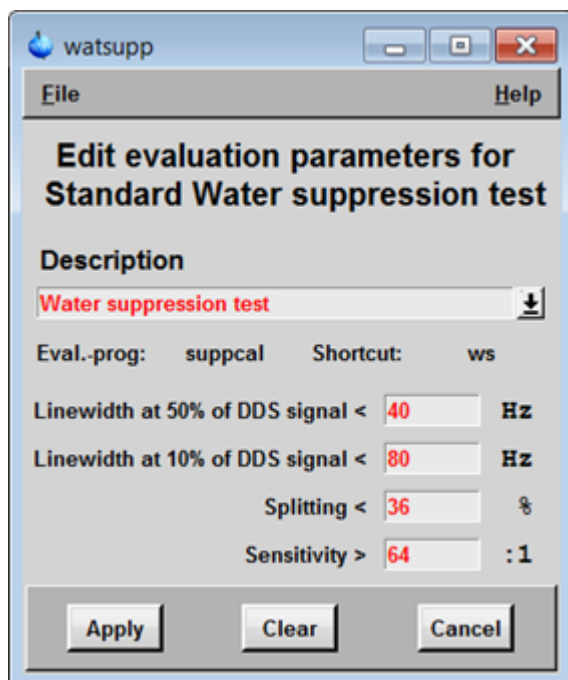 watsupp
File Help
Edit evaluation parameters for
Standard Water suppression test
Description
Water suppression test
Eval.-prog: suppcal Shortcut: ws
Linewidth at 50% of DDS signal < 40 Hz
Linewidth at 10% of DDS signal < 80 Hz
Splitting < 36 %
Sensitivity > 64 :1
Apply Clear Cancel